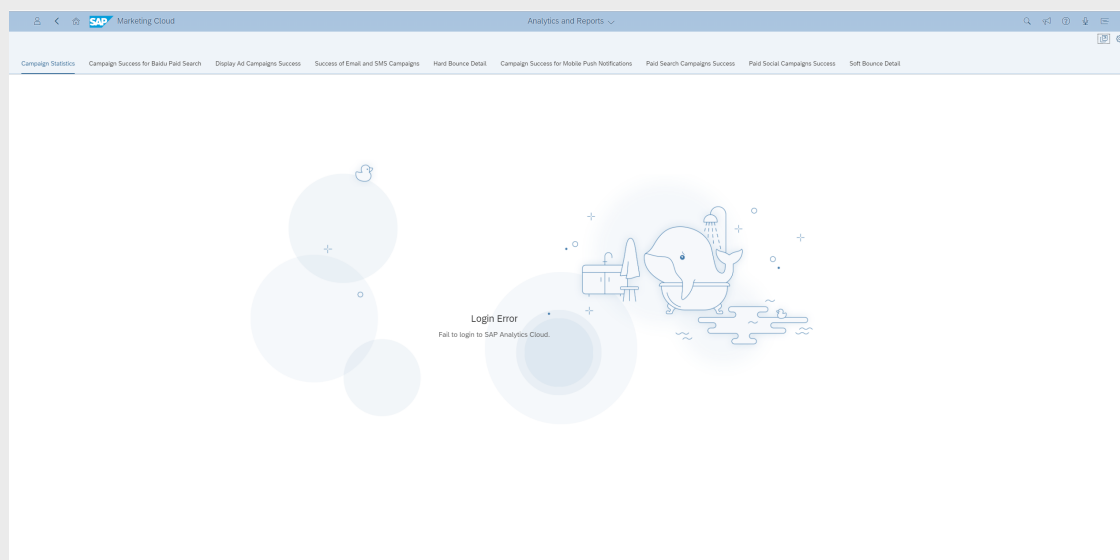 SAP Marketing Cloud
Analytics and Reports
Campaign Statistics
Campaign Success for Baidu Paid Search
Display Ad Campaigns Success
Success of Email and SMS Campaigns
Hard Bounce Detail
Campaign Success for Mobile Push Notifications
Paid Search Campaigns Success
Paid Social Campaigns Success
Soft Bounce Detail
Login Error
Fail to login to SAP Analytics Cloud.